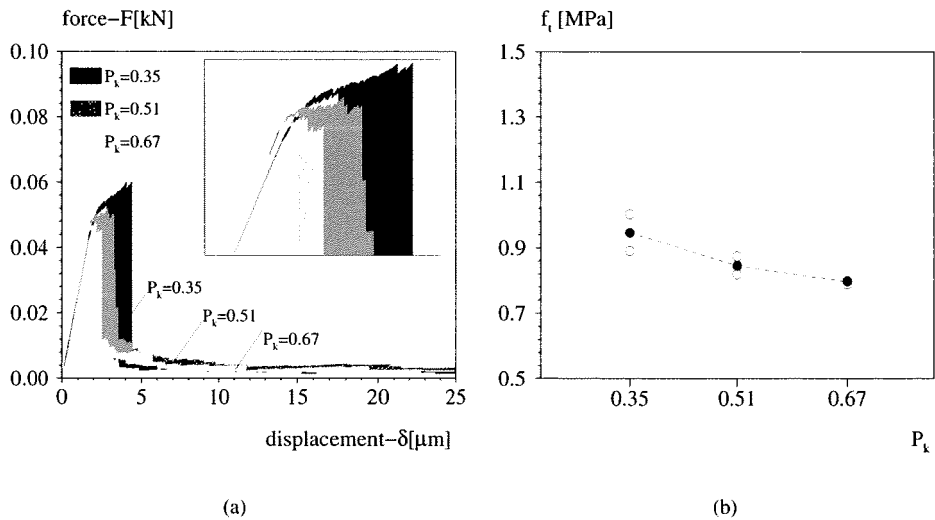 force−F[kN]
0.10
0.08
0.06
0.04
0.02
0.00
P_k=0.35
P_k=0.51
P_k=0.67
P_k=0.35
P_k=0.51
P_k=0.67
0 5 10 15 20 25
displacement−δ[μm]
(a)
f_t [MPa]
1.5
1.3
1.1
0.9
0.7
0.5
0.35 0.51 0.67
P_k
(b)